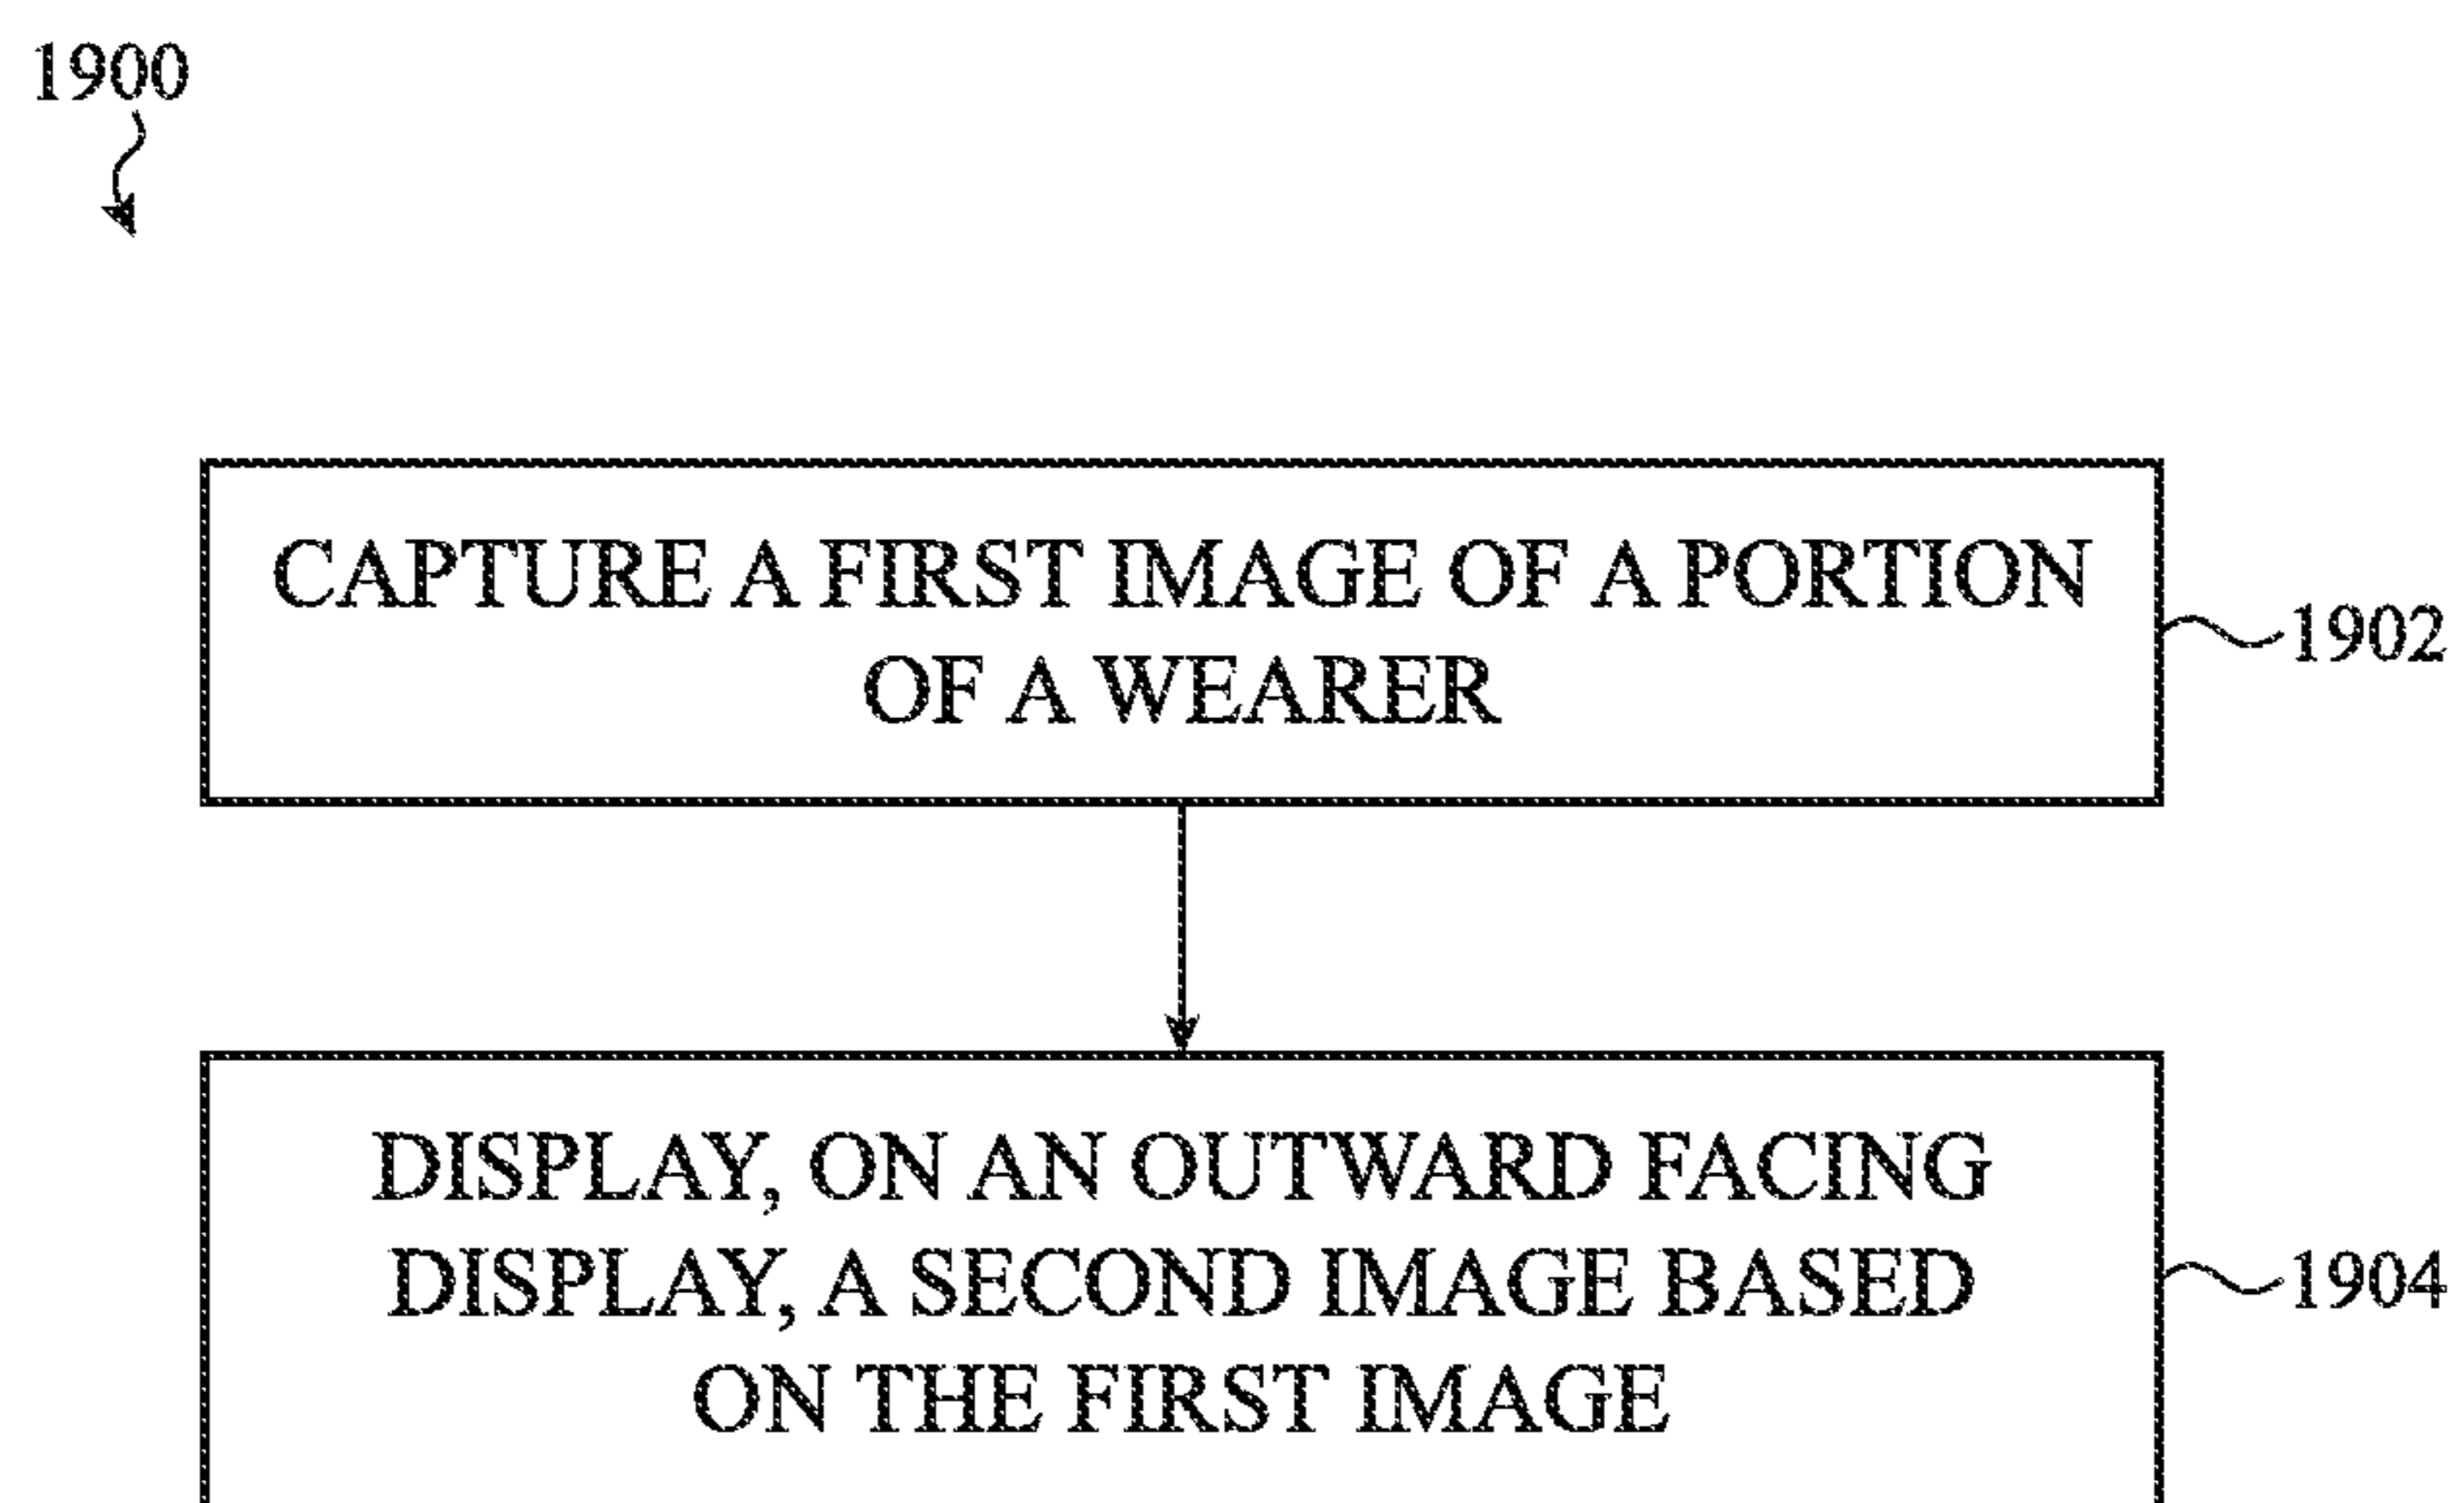 1900
CAPTURE A FIRST IMAGE OF A PORTION
OF A WEARER
1902
DISPLAY, ON AN OUTWARD FACING
DISPLAY, A SECOND IMAGE BASED
ON THE FIRST IMAGE
1904